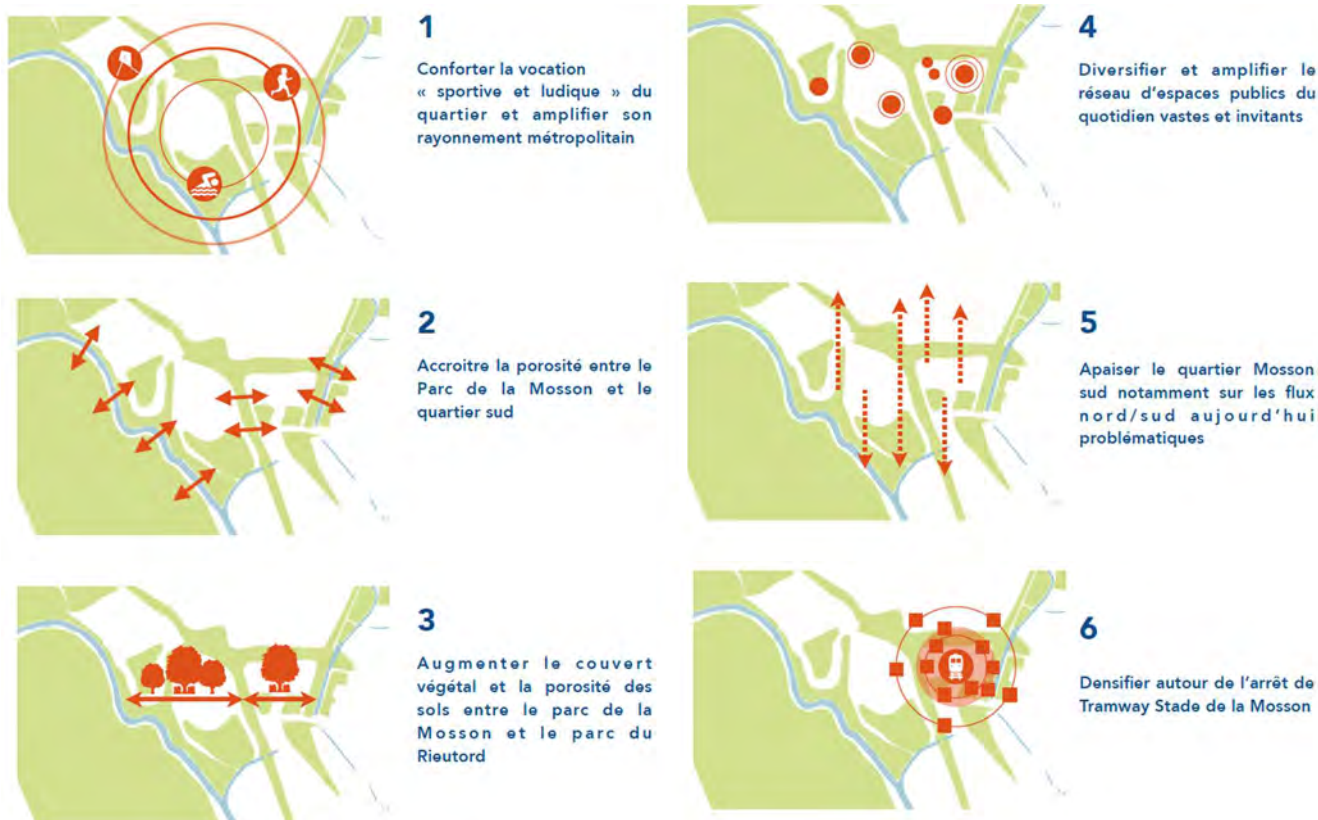 1
Conforter la vocation
« sportive et ludique » du
quartier et amplifier son
rayonnement métropolitain
2
Accroitre la porosité entre le
Parc de la Mosson et le
quartier sud
3
Augmenter le couvert
végétal et la porosité des
sols entre le parc de la
Mosson et le parc du
Rieutord
4
Diversifier et amplifier le
réseau d'espaces publics du
quotidien vastes et invitants
5
Apaiser le quartier Mosson
sud notamment sur les flux
nord/sud aujourd'hui
problématiques
6
Densifier autour de l'arrêt de
Tramway Stade de la Mosson